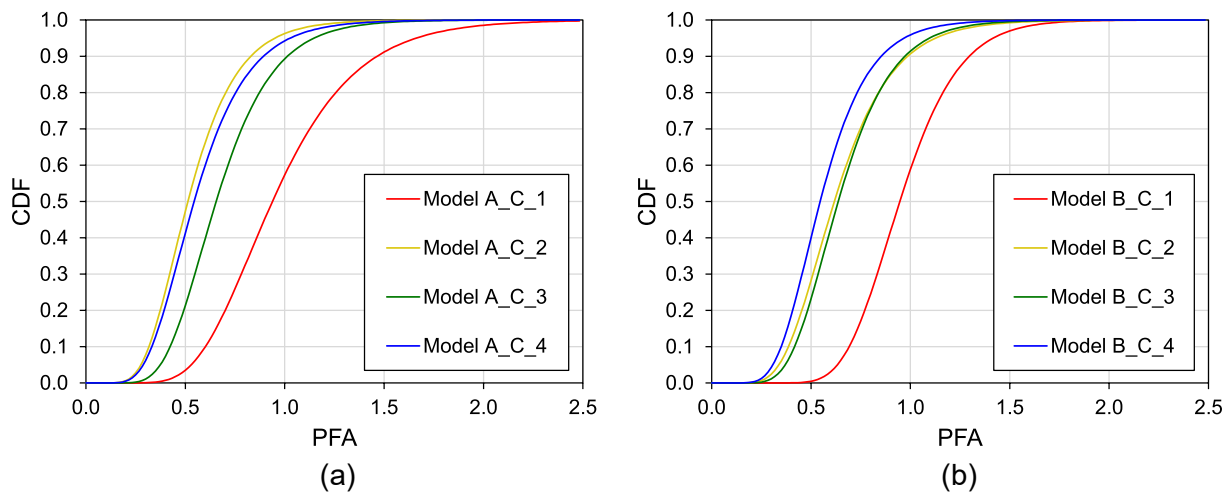 1.0
0.9
0.8
0.7
0.6
0.5
0.4
0.3
0.2
0.1
0.0
CDF
0.0 0.5 1.0 1.5 2.0 2.5
PFA
Model A_C_1
Model A_C_2
Model A_C_3
Model A_C_4
(a)
1.0
0.9
0.8
0.7
0.6
0.5
0.4
0.3
0.2
0.1
0.0
CDF
0.0 0.5 1.0 1.5 2.0 2.5
PFA
Model B_C_1
Model B_C_2
Model B_C_3
Model B_C_4
(b)